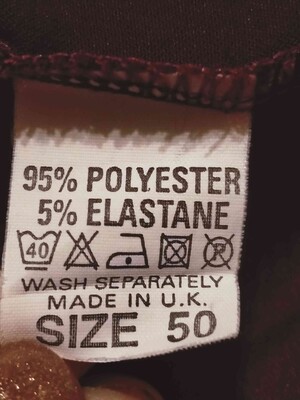 95% POLYESTER
5% ELASTANE
40 P
WASH SEPARATELY
MADE IN U.K.
SIZE 50